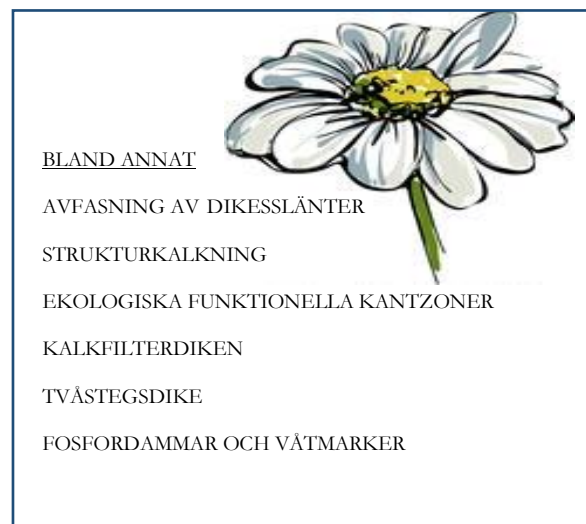 BLAND ANNAT
AVFASNING AV DIKESSLÄNTER
STRUKTURKALKNING
EKOLOGISKA FUNKTIONELLA KANTZONER
KALKFILTERDIKEN
TVÅSTEGSDIKE
FOSFORDAMMAR OCH VÅTMARKER